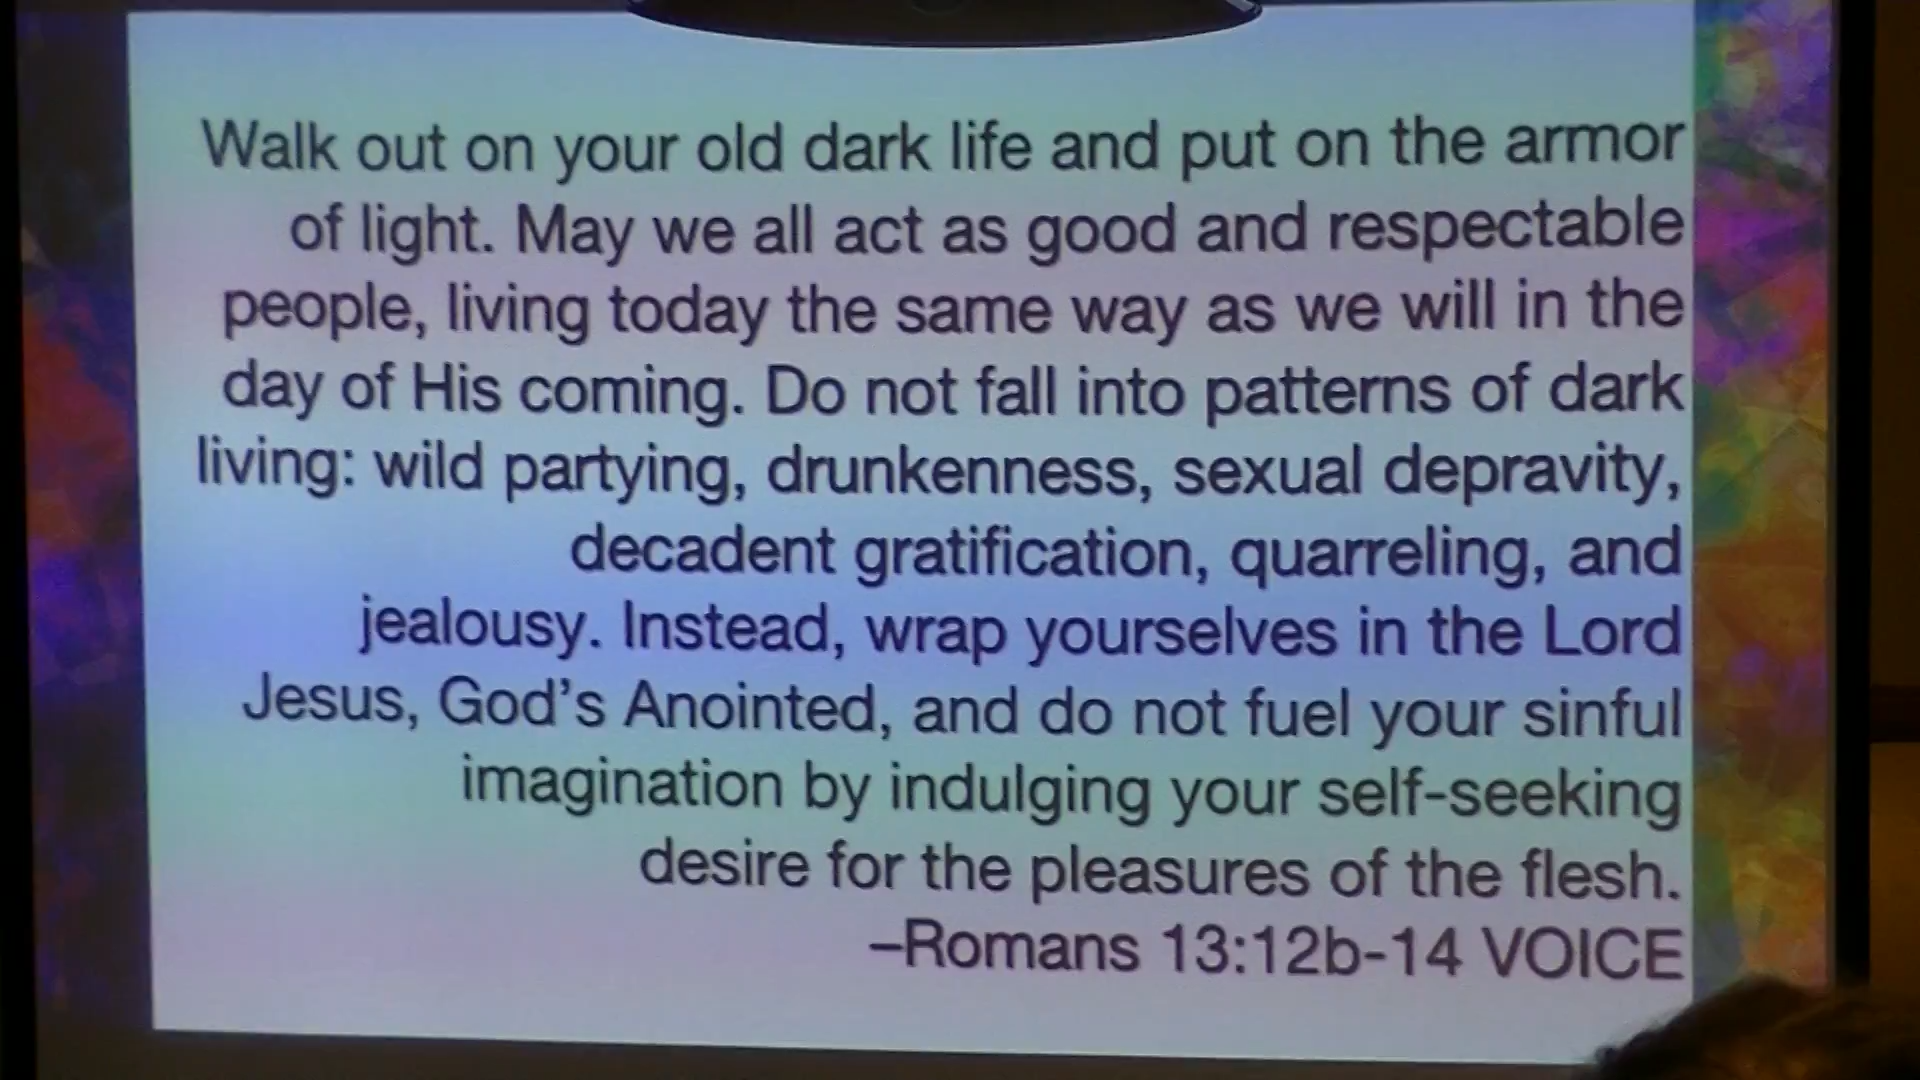 Walk out on your old dark life and put on the armor
of light. May we all act as good and respectable
people, living today the same way as we will in the
day of His coming. Do not fall into patterns of dark
living: wild partying, drunkenness, sexual depravity,
decadent gratification, quarreling, and
jealousy. Instead, wrap yourselves in the Lord
Jesus, God’s Anointed, and do not fuel your sinful
imagination by indulging your self-seeking
desire for the pleasures of the flesh.
–Romans 13:12b-14 VOICE